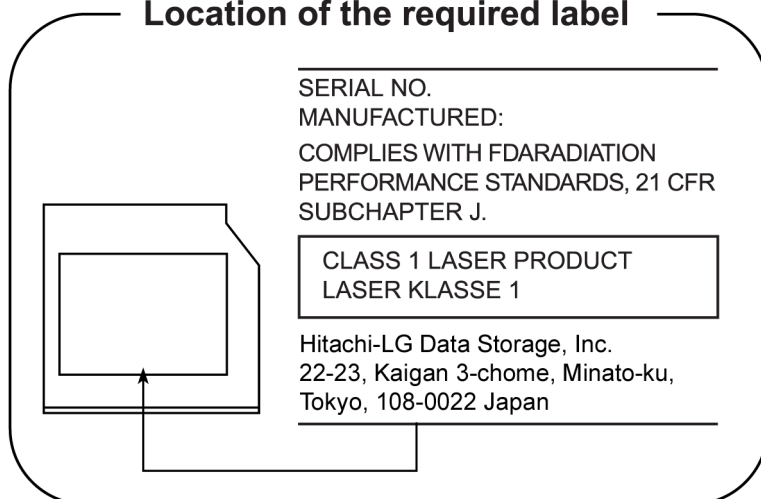 Location of the required label
SERIAL NO.
MANUFACTURED:
COMPLIES WITH FDARADIATION
PERFORMANCE STANDARDS, 21 CFR
SUBCHAPTER J.
CLASS 1 LASER PRODUCT
LASER KLASSE 1
Hitachi-LG Data Storage, Inc.
22-23, Kaigan 3-chome, Minato-ku,
Tokyo, 108-0022 Japan